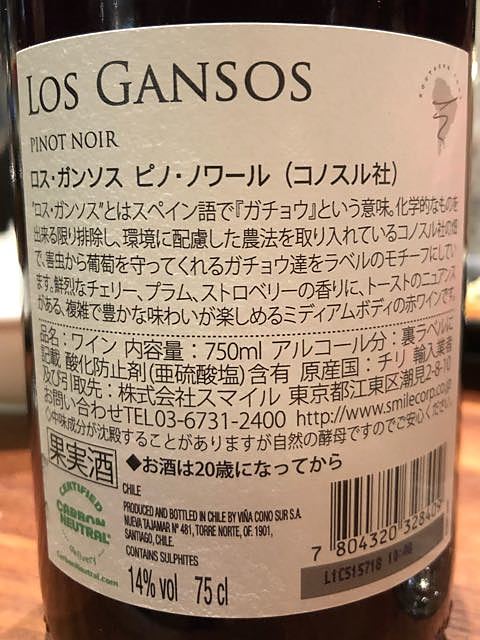 LOS GANSOS
PINOT NOIR
ロス・ガンソス ピノ・ノワール（コノスル社）
"ロス・ガンソス"とはスペイン語で『ガチョウ』という意味。化学的なものを
出来る限り排除し、環境に配慮した農法を取り入れているコノスル社の畑
で、害虫から葡萄を守ってくれるガチョウ達をラベルのモチーフにしてい
ます。鮮烈なチェリー、プラム、ストロベリーの香りに、トーストのニュアンス
がある、複雑で豊かな味わいが楽しめるミディアムボディの赤ワインです。
品名：ワイン 内容量：750ml アルコール分：裏ラベルに
記載 酸化防止剤(亜硫酸塩)含有 原産国：チリ 輸入業者
及び引取先：株式会社スマイル 東京都江東区潮見2-8-10
お問い合わせTEL03-6731-2400 http://www.smilecorp.co.jp
◇中味成分が沈殿することがありますが自然の酵母ですのでご安心ください。
果実酒
◆お酒は20歳になってから
CERTIFIED
CARBON
NEUTRAL
delivery
CarbonNeutral.com
CHILE
PRODUCED AND BOTTLED IN CHILE BY VIÑA CONO SUR S.A.
NUEVA TAJAMAR Nº 481, TORRE NORTE, OF. 1901,
SANTIAGO, CHILE.
CONTAINS SULPHITES
14% vol 75 cl
7 804320 328409
L1C515718 10:06